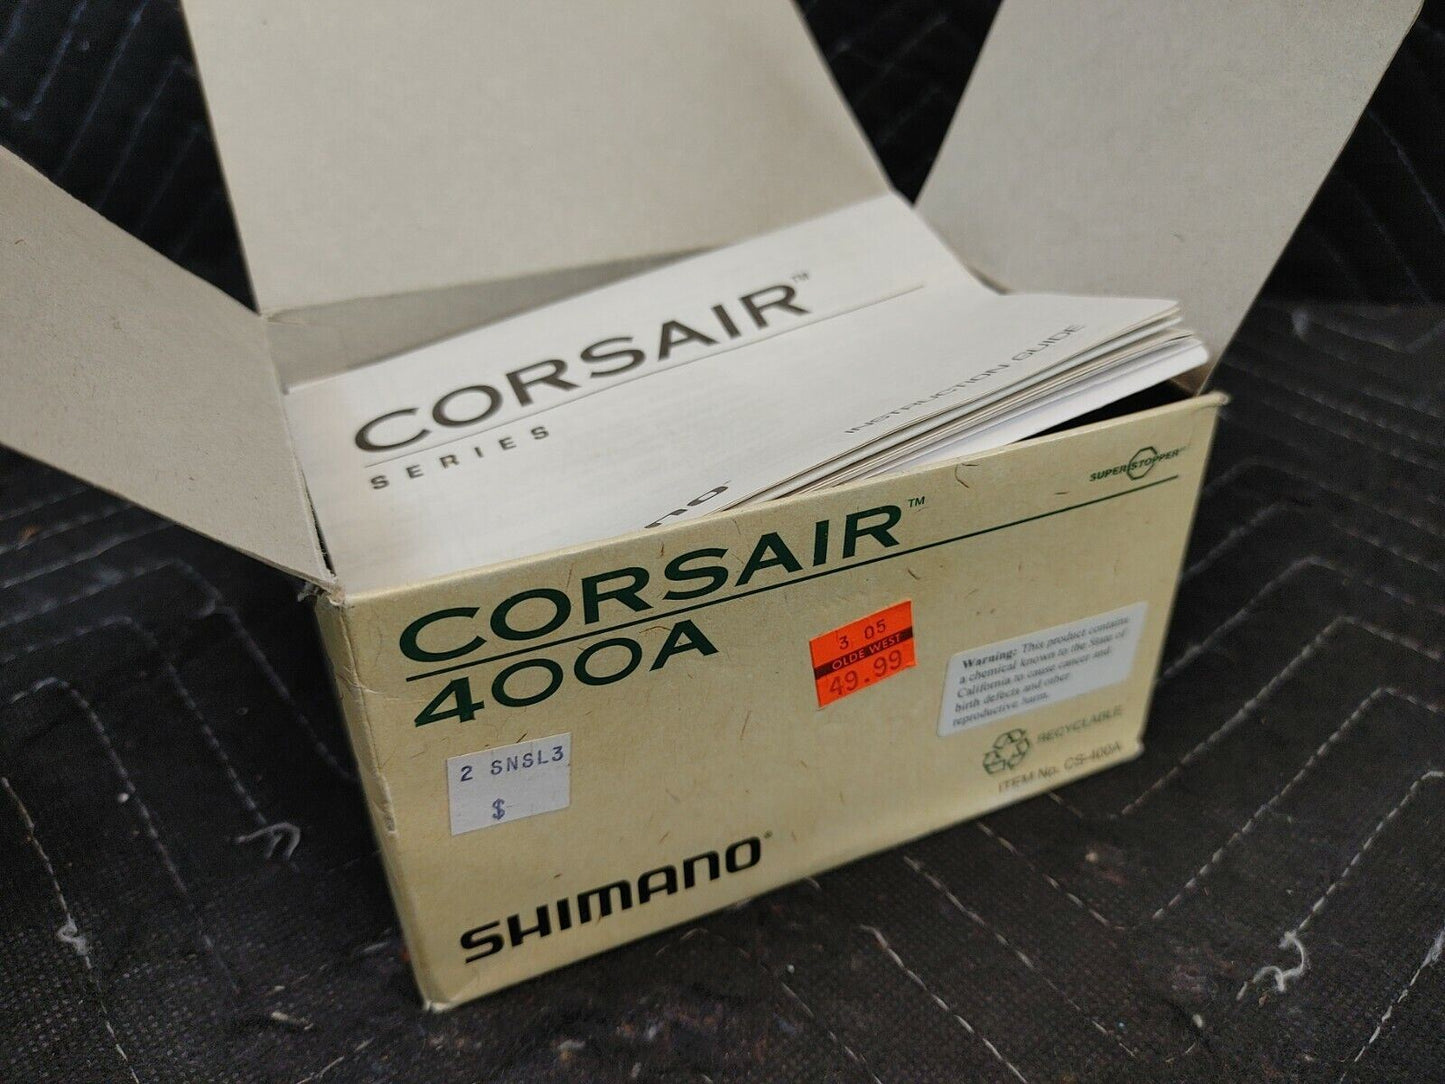 CORSAIR™
SERIES
INSTRUCTION GUIDE
SUPER STOPPER
CORSAIR™
400A
3 05
OLDE WEST
49.99
Warning: This product contains
a chemical known to the State of
California to cause cancer and
birth defects and other
reproductive harm.
2 SNSL3
$
RECYCLABLE
ITEM No. CS-400A
SHIMANO®